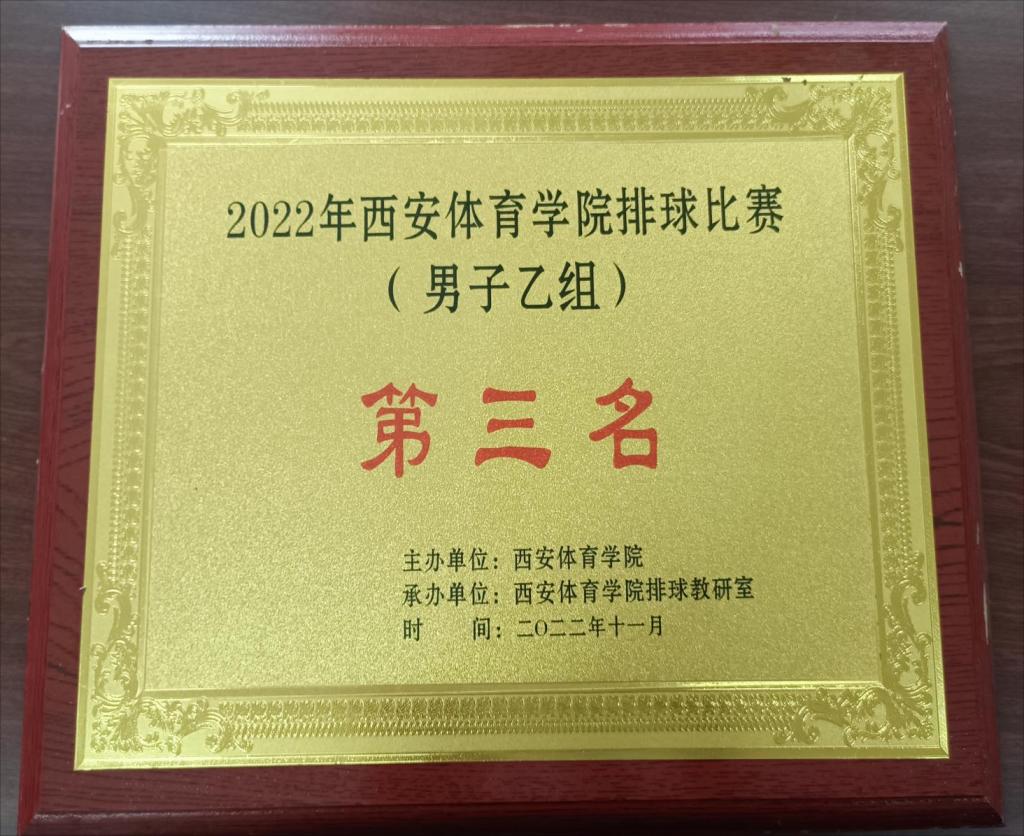 2022年西安体育学院排球比赛
（男子乙组）
第三名
主办单位：西安体育学院
承办单位：西安体育学院排球教研室
时　　间：二〇二二年十一月